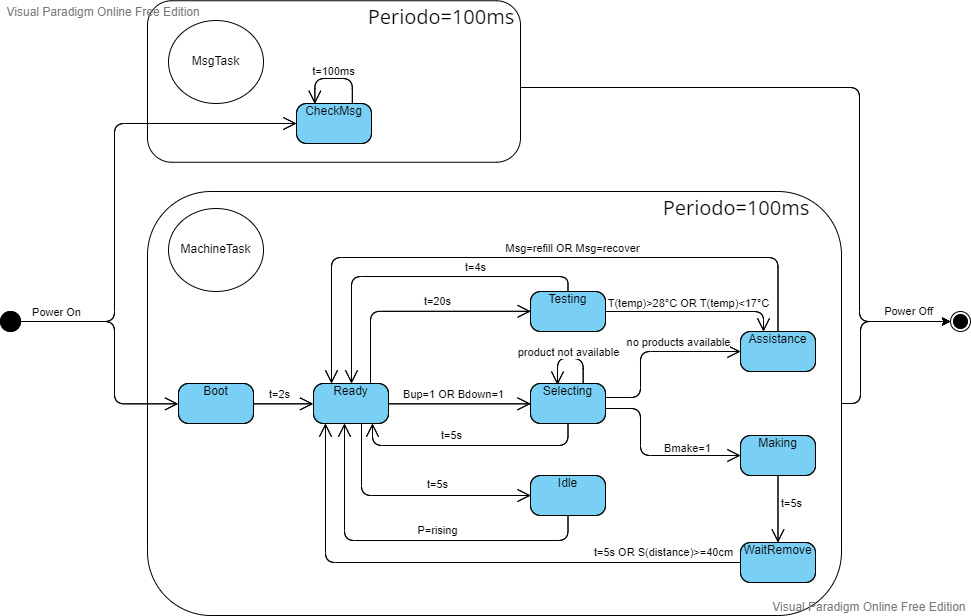 Visual Paradigm Online Free Edition
Periodo=100ms
MsgTask
t=100ms
CheckMsg
Periodo=100ms
MachineTask
Msg=refill OR Msg=recover
t=4s
Testing
t=20s
T(temp)>28°C OR T(temp)<17°C
Power On
Power Off
Assistance
no products available
product not available
Boot
t=2s
Ready
Bup=1 OR Bdown=1
Selecting
t=5s
Making
Bmake=1
t=5s
Idle
t=5s
P=rising
t=5s OR S(distance)>=40cm
WaitRemove
Visual Paradigm Online Free Edition